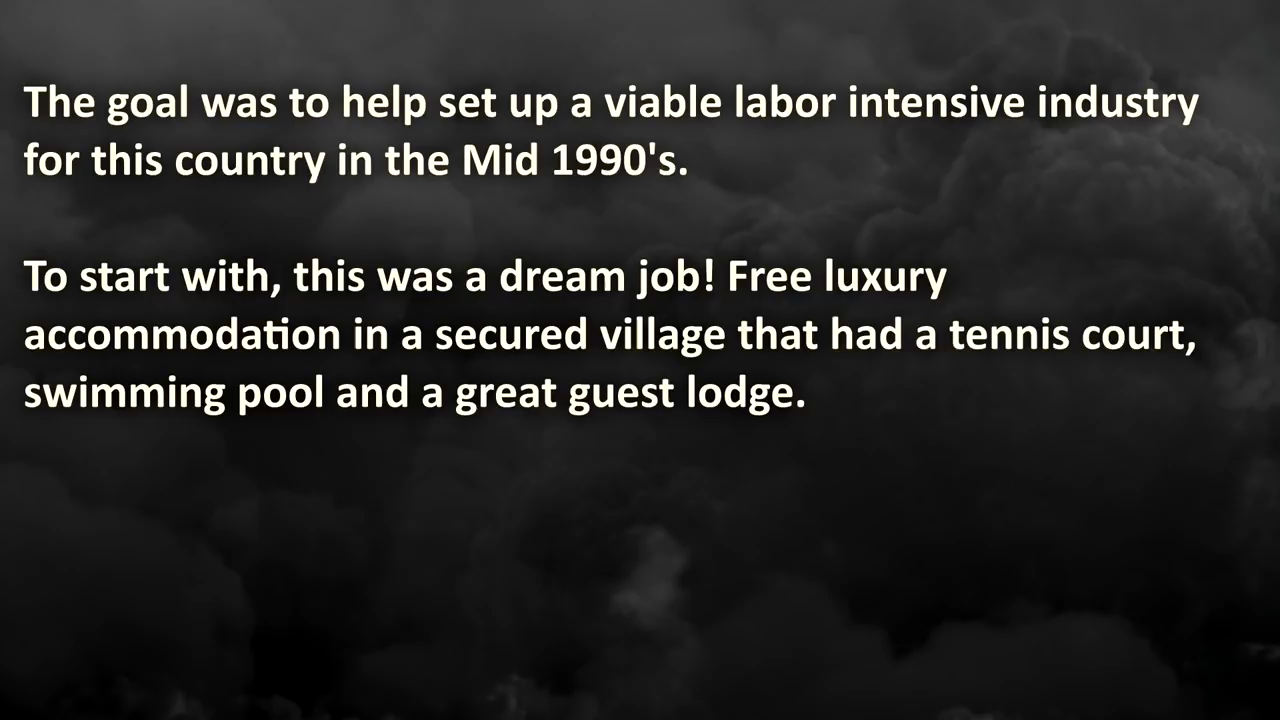 The goal was to help set up a viable labor intensive industry
for this country in the Mid 1990's.
To start with, this was a dream job! Free luxury
accommodation in a secured village that had a tennis court,
swimming pool and a great guest lodge.